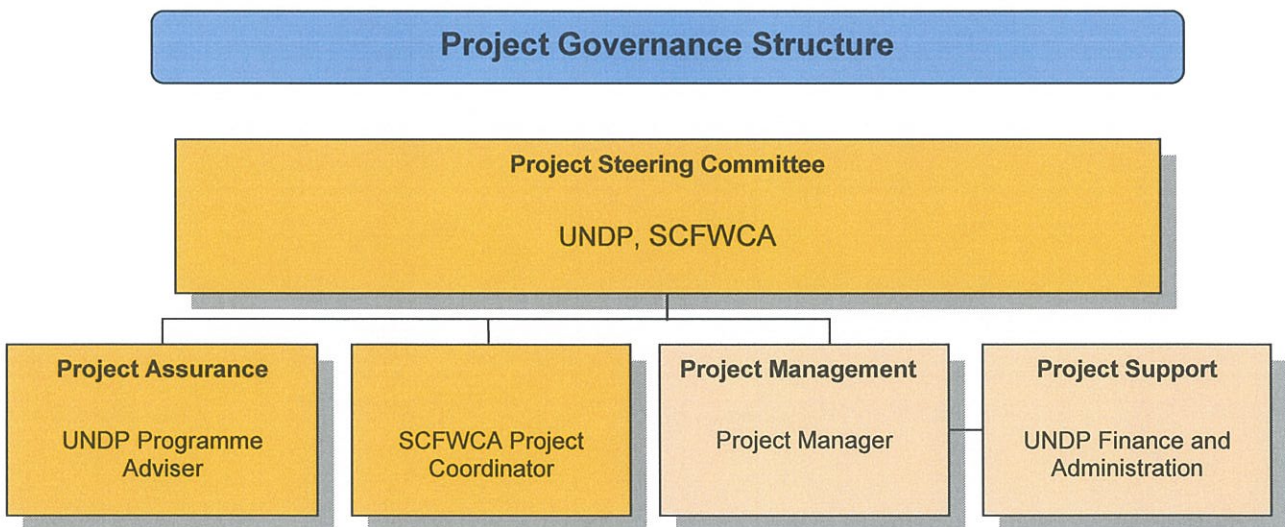 Project Governance Structure
Project Steering Committee
UNDP, SCFWCA
Project Assurance
UNDP Programme
Adviser
SCFWCA Project
Coordinator
Project Management
Project Manager
Project Support
UNDP Finance and
Administration